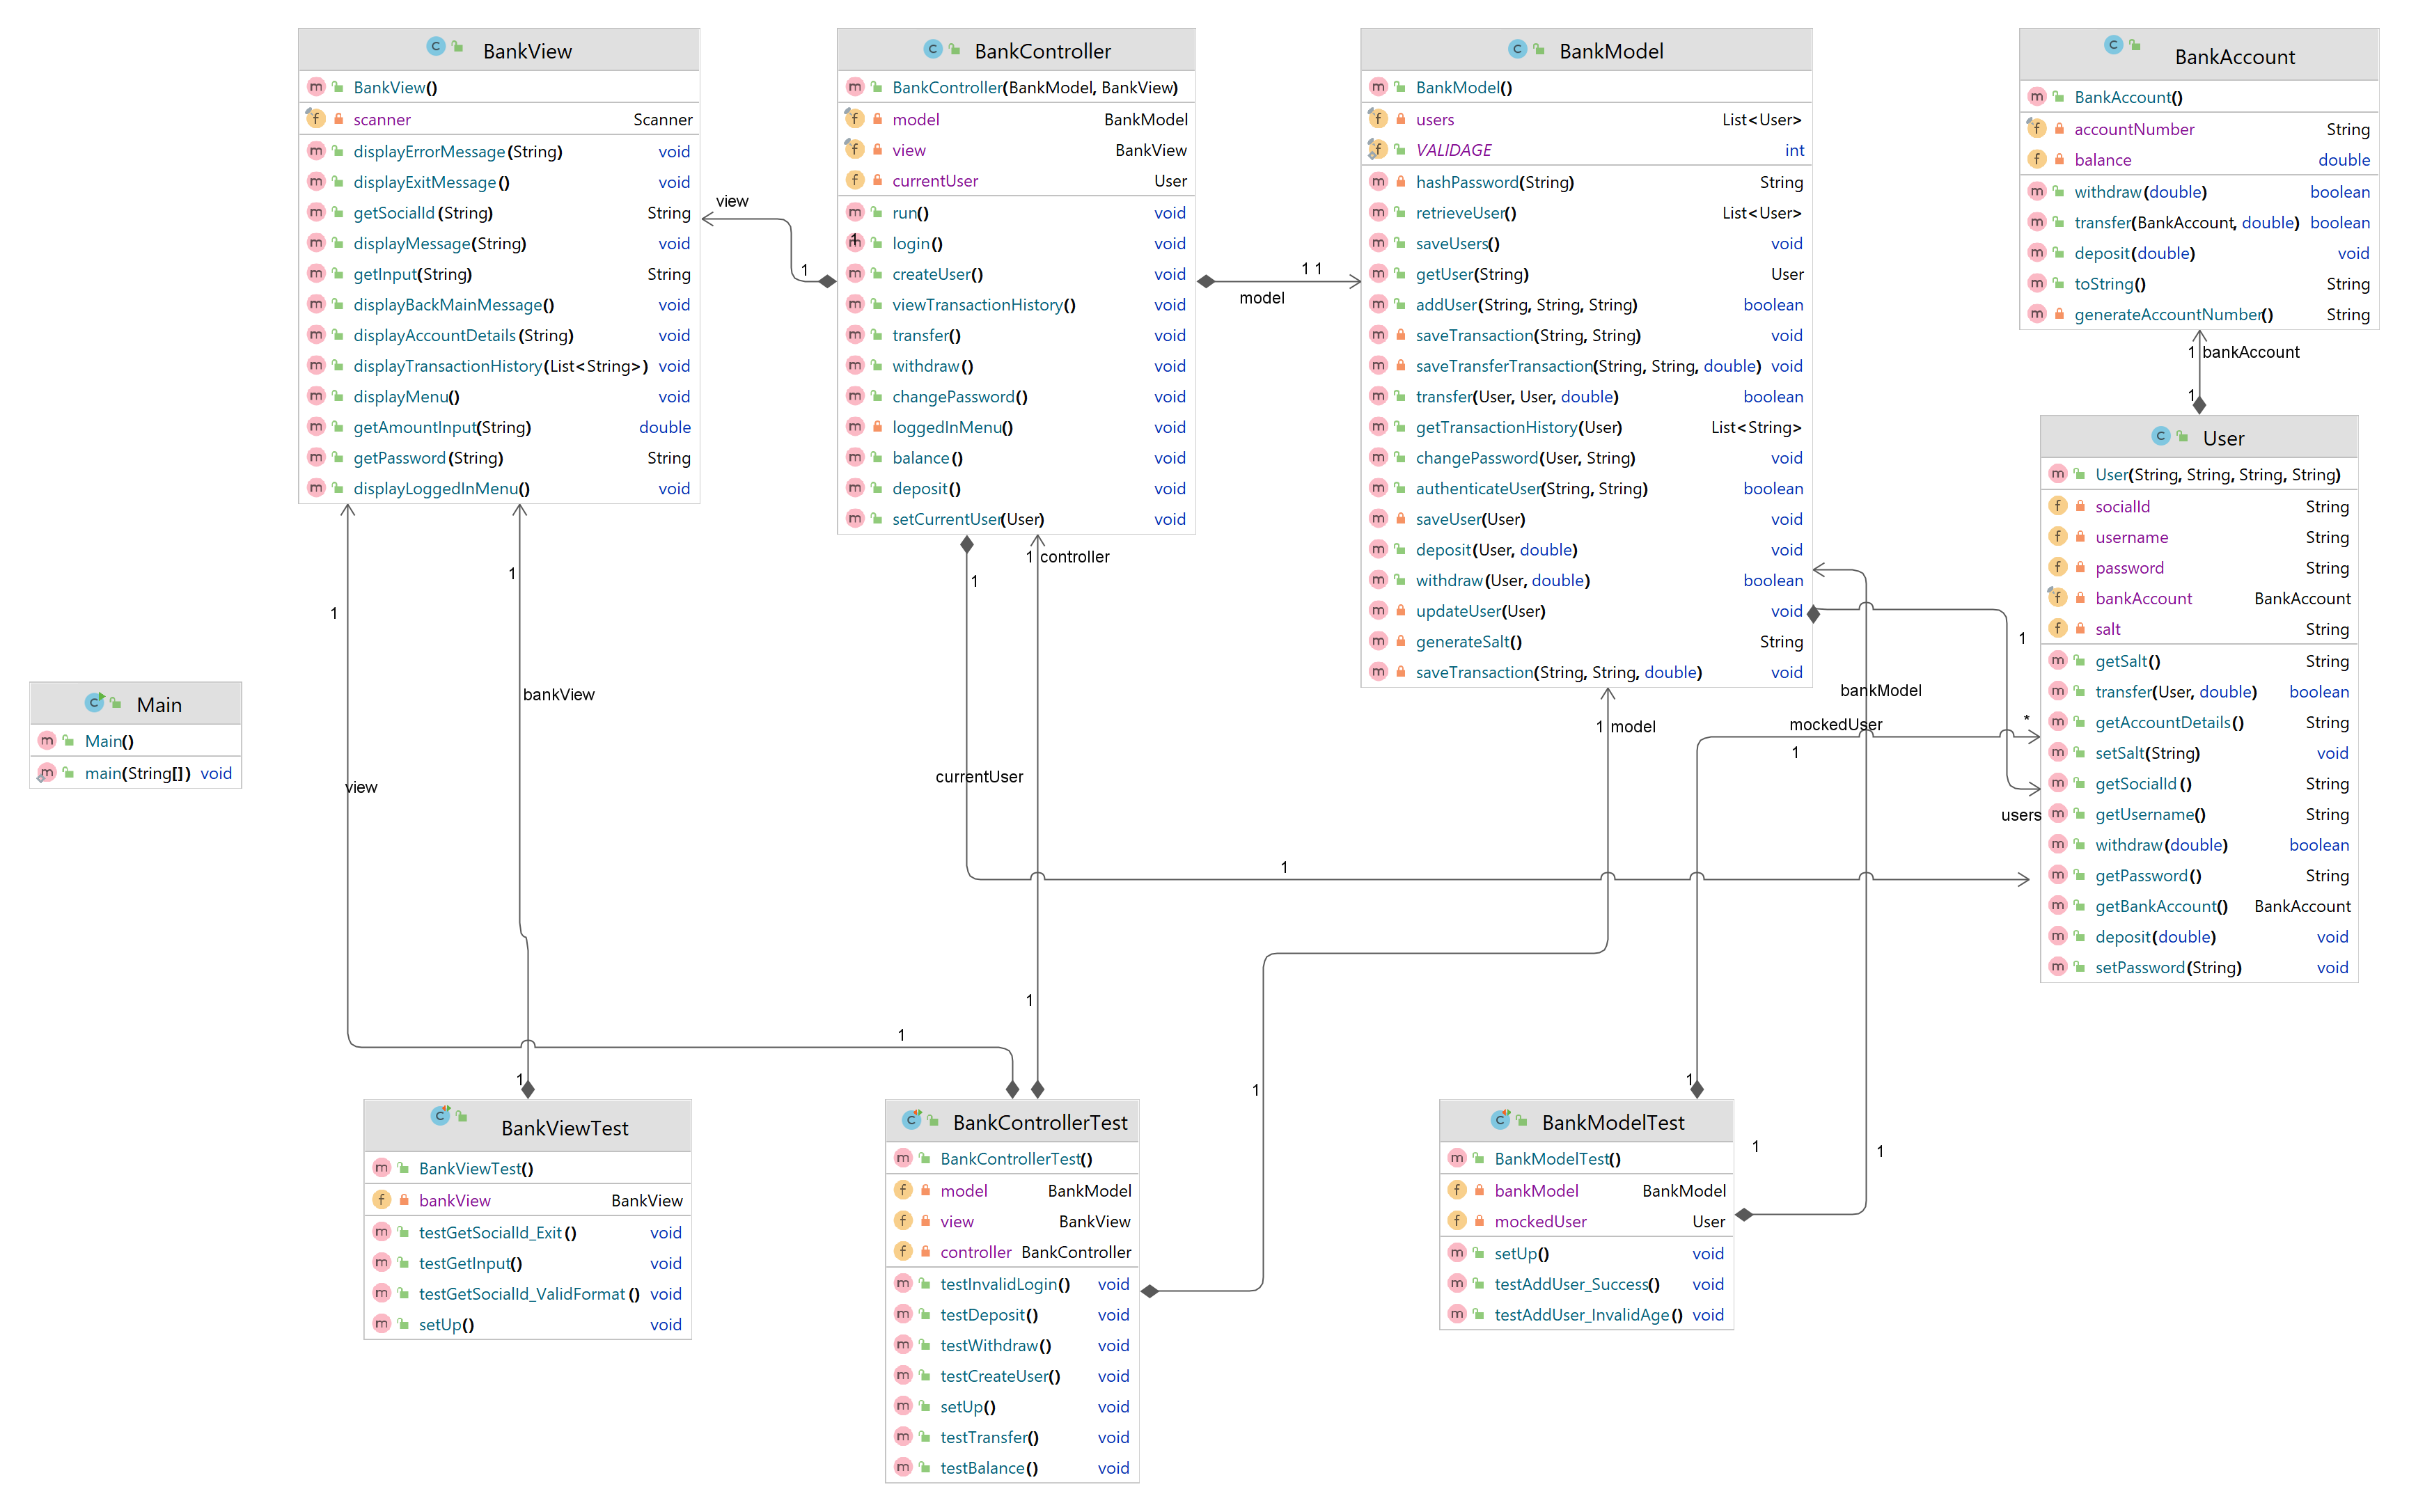 BankView
BankView()
scanner Scanner
displayErrorMessage(String) void
displayExitMessage() void
getSocialId(String) String
displayMessage(String) void
getInput(String) String
displayBackMainMessage() void
displayAccountDetails(String) void
displayTransactionHistory(List<String>) void
displayMenu() void
getAmountInput(String) double
getPassword(String) String
displayLoggedInMenu() void
view
1
BankController
BankController(BankModel, BankView)
model BankModel
view BankView
currentUser User
run() void
1
login() void
createUser() void
viewTransactionHistory() void
transfer() void
withdraw() void
changePassword() void
loggedInMenu() void
balance() void
deposit() void
setCurrentUser(User) void
1 1
model
BankModel
BankModel()
users List<User>
VALIDAGE int
hashPassword(String) String
retrieveUser() List<User>
saveUsers() void
getUser(String) User
addUser(String, String, String) boolean
saveTransaction(String, String) void
saveTransferTransaction(String, String, double) void
transfer(User, User, double) boolean
getTransactionHistory(User) List<String>
changePassword(User, String) void
authenticateUser(String, String) boolean
saveUser(User) void
deposit(User, double) void
withdraw(User, double) boolean
updateUser(User) void
generateSalt() String
saveTransaction(String, String, double) void
BankAccount
BankAccount()
accountNumber String
balance double
withdraw(double) boolean
transfer(BankAccount, double) boolean
deposit(double) void
toString() String
generateAccountNumber() String
1 bankAccount
1
User
User(String, String, String, String)
socialId String
username String
password String
bankAccount BankAccount
salt String
getSalt() String
transfer(User, double) boolean
getAccountDetails() String
setSalt(String) void
getSocialId() String
getUsername() String
withdraw(double) boolean
getPassword() String
getBankAccount() BankAccount
deposit(double) void
setPassword(String) void
1 controller
1
1
1
1
bankModel
*
mockedUser
1
1 model
bankView
currentUser
view
users
1
Main
Main()
main(String[]) void
1
1
1
1
1
1
1
BankViewTest
BankViewTest()
bankView BankView
testGetSocialId_Exit() void
testGetInput() void
testGetSocialId_ValidFormat() void
setUp() void
BankControllerTest
BankControllerTest()
model BankModel
view BankView
controller BankController
testInvalidLogin() void
testDeposit() void
testWithdraw() void
testCreateUser() void
setUp() void
testTransfer() void
testBalance() void
BankModelTest
BankModelTest()
bankModel BankModel
mockedUser User
setUp() void
testAddUser_Success() void
testAddUser_InvalidAge() void